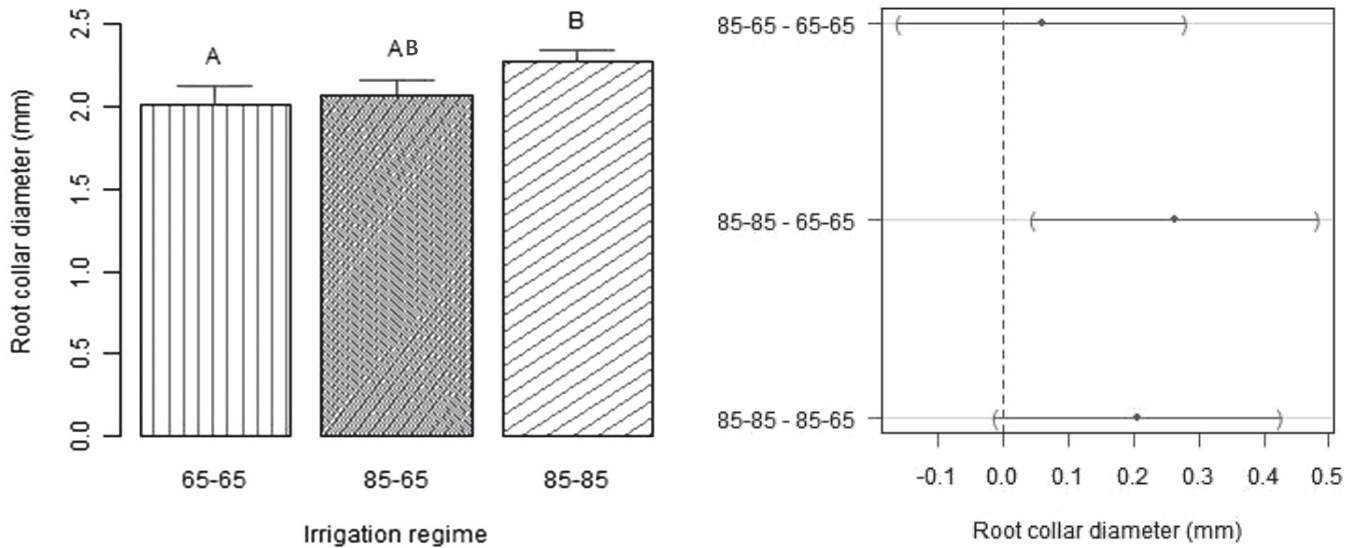 Root collar diameter (mm)
2.5
2.0
1.5
1.0
0.5
0.0
A
AB
B
65-65
85-65
85-85
Irrigation regime
85-65 - 65-65
85-85 - 65-65
85-85 - 85-65
-0.1 0.0 0.1 0.2 0.3 0.4 0.5
Root collar diameter (mm)